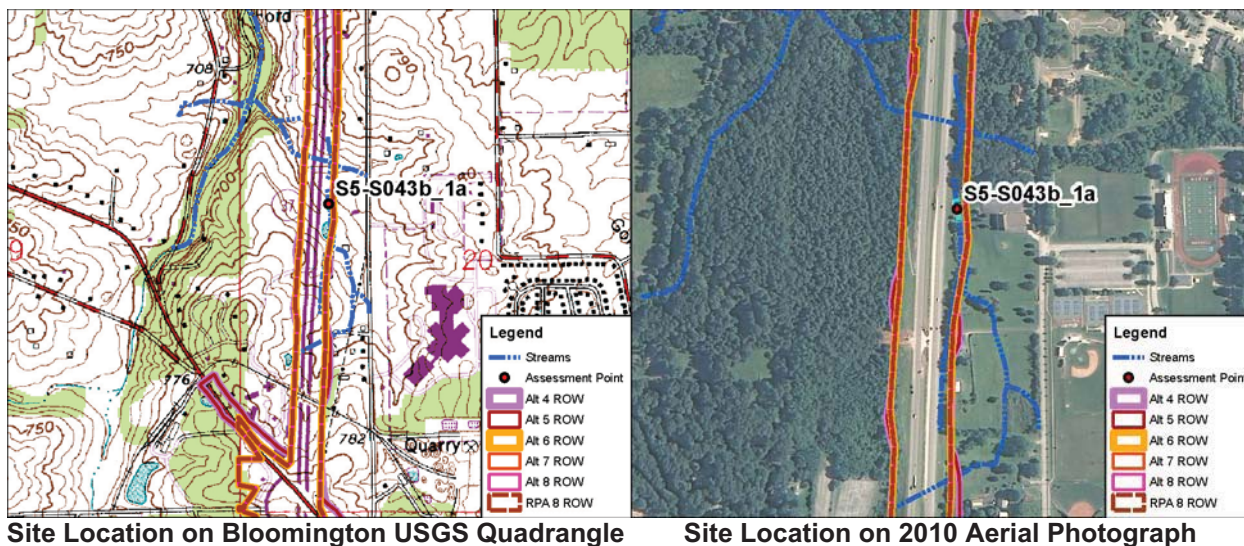 ord
750
708
790
S5-S043b_1a
S5-S043b_1a
700
37
9
20
Legend
Streams
Assessment Point
Alt 4 ROW
Alt 5 ROW
Alt 6 ROW
Alt 7 ROW
Alt 8 ROW
RPA 8 ROW
Legend
Streams
Assessment Point
Alt 4 ROW
Alt 5 ROW
Alt 6 ROW
Alt 7 ROW
Alt 8 ROW
RPA 8 ROW
776
750
782
Quarry
Site Location on Bloomington USGS Quadrangle
Site Location on 2010 Aerial Photograph